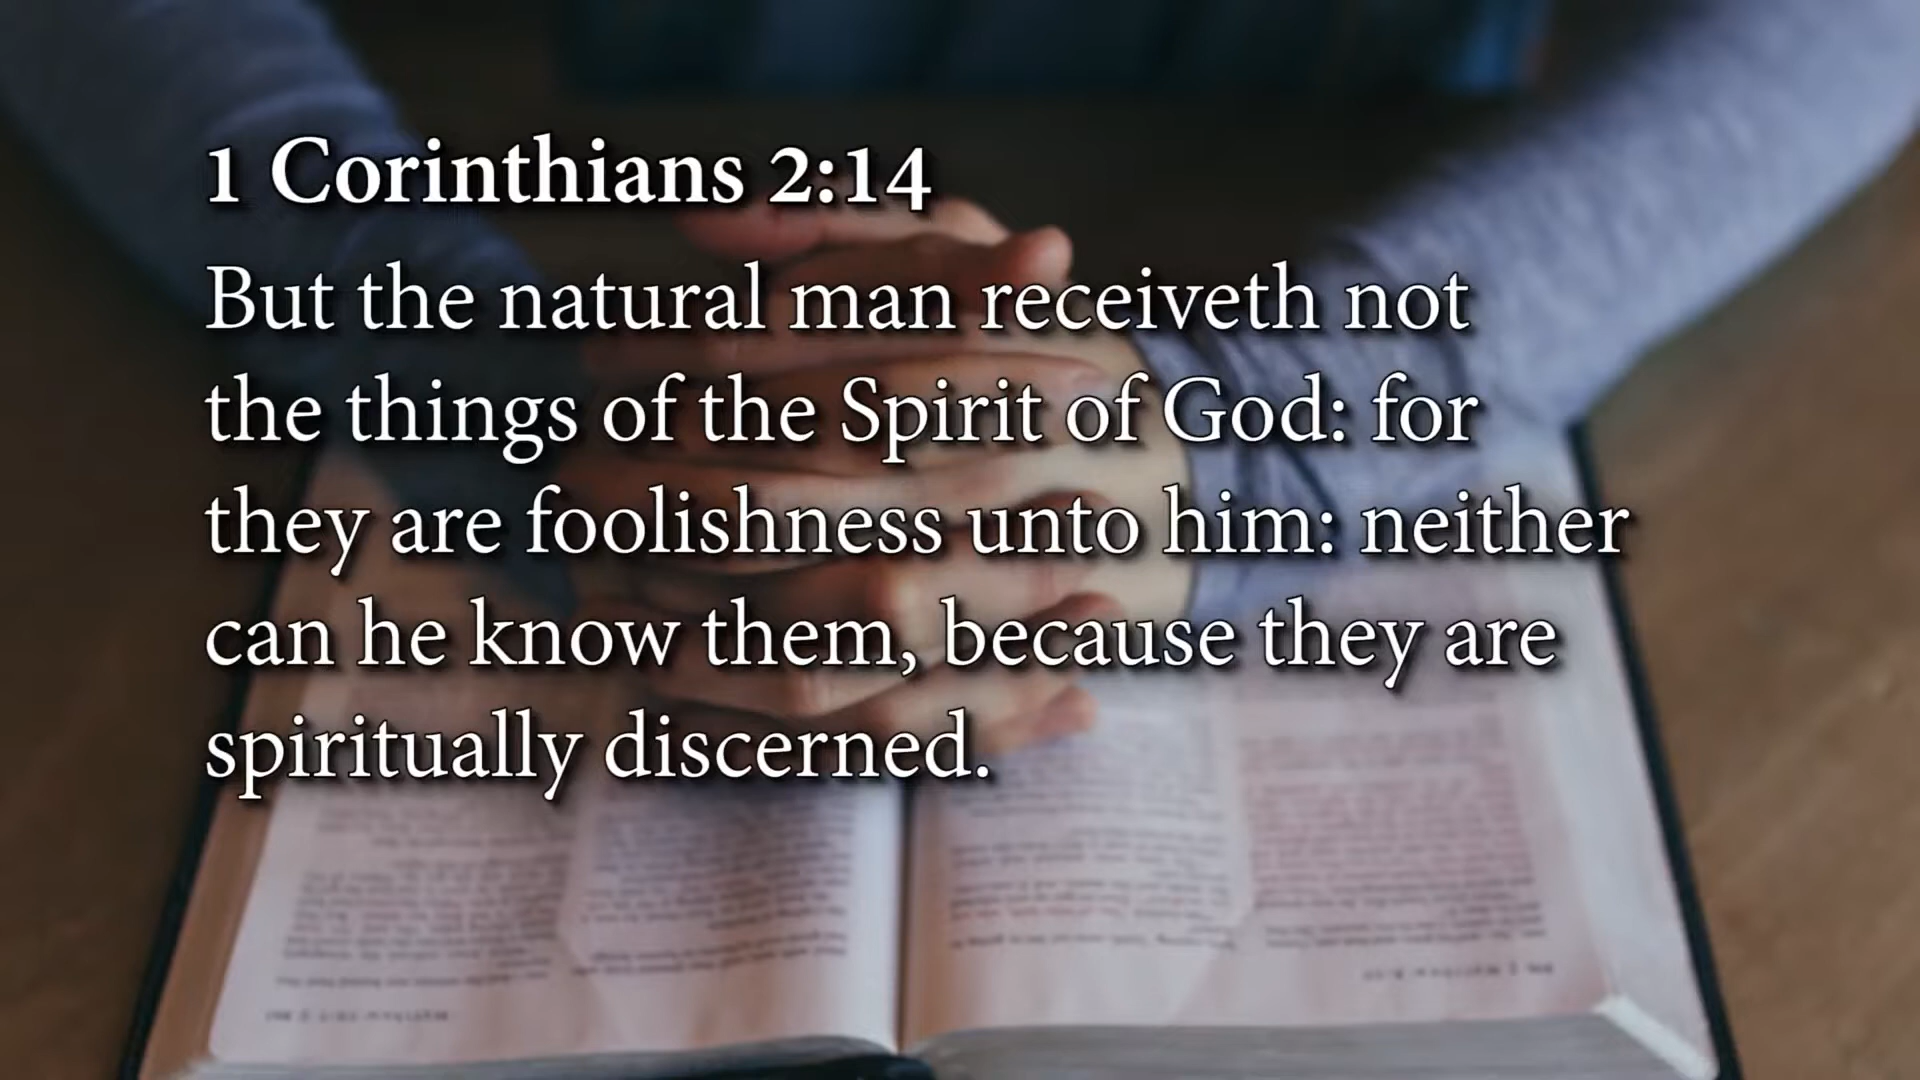 1 Corinthians 2:14
But the natural man receiveth not
the things of the Spirit of God: for
they are foolishness unto him: neither
can he know them, because they are
spiritually discerned.